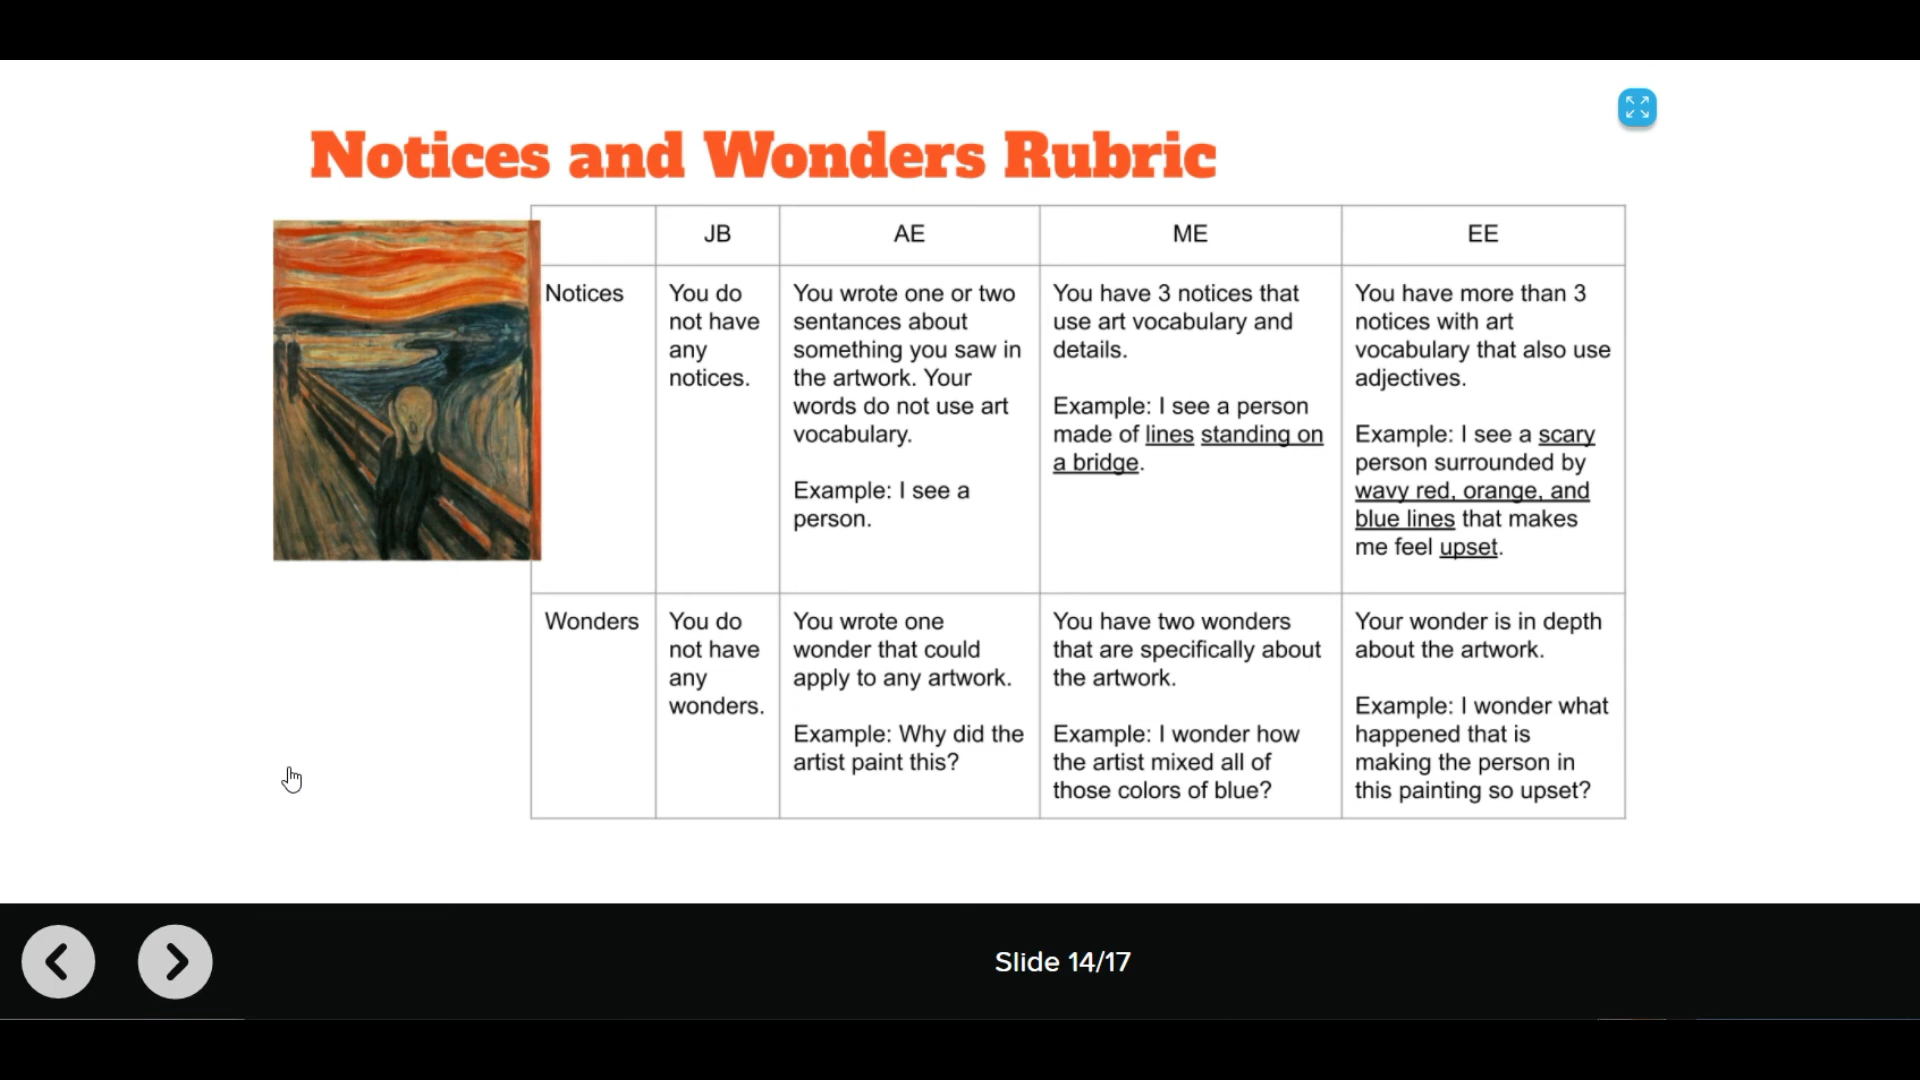 Notices and Wonders Rubric
JB
AE
ME
EE
Notices
You do
not have
any
notices.
You wrote one or two
sentences about
something you saw in
the artwork. Your
words do not use art
vocabulary.
Example: I see a
person.
You have 3 notices that
use art vocabulary and
details.
Example: I see a person
made of lines standing on
a bridge.
You have more than 3
notices with art
vocabulary that also use
adjectives.
Example: I see a scary
person surrounded by
wavy red, orange, and
blue lines that makes
me feel upset.
Wonders
You do
not have
any
wonders.
You wrote one
wonder that could
apply to any artwork.
Example: Why did the
artist paint this?
You have two wonders
that are specifically about
the artwork.
Example: I wonder how
the artist mixed all of
those colors of blue?
Your wonder is in depth
about the artwork.
Example: I wonder what
happened that is
making the person in
this painting so upset?
Slide 14/17